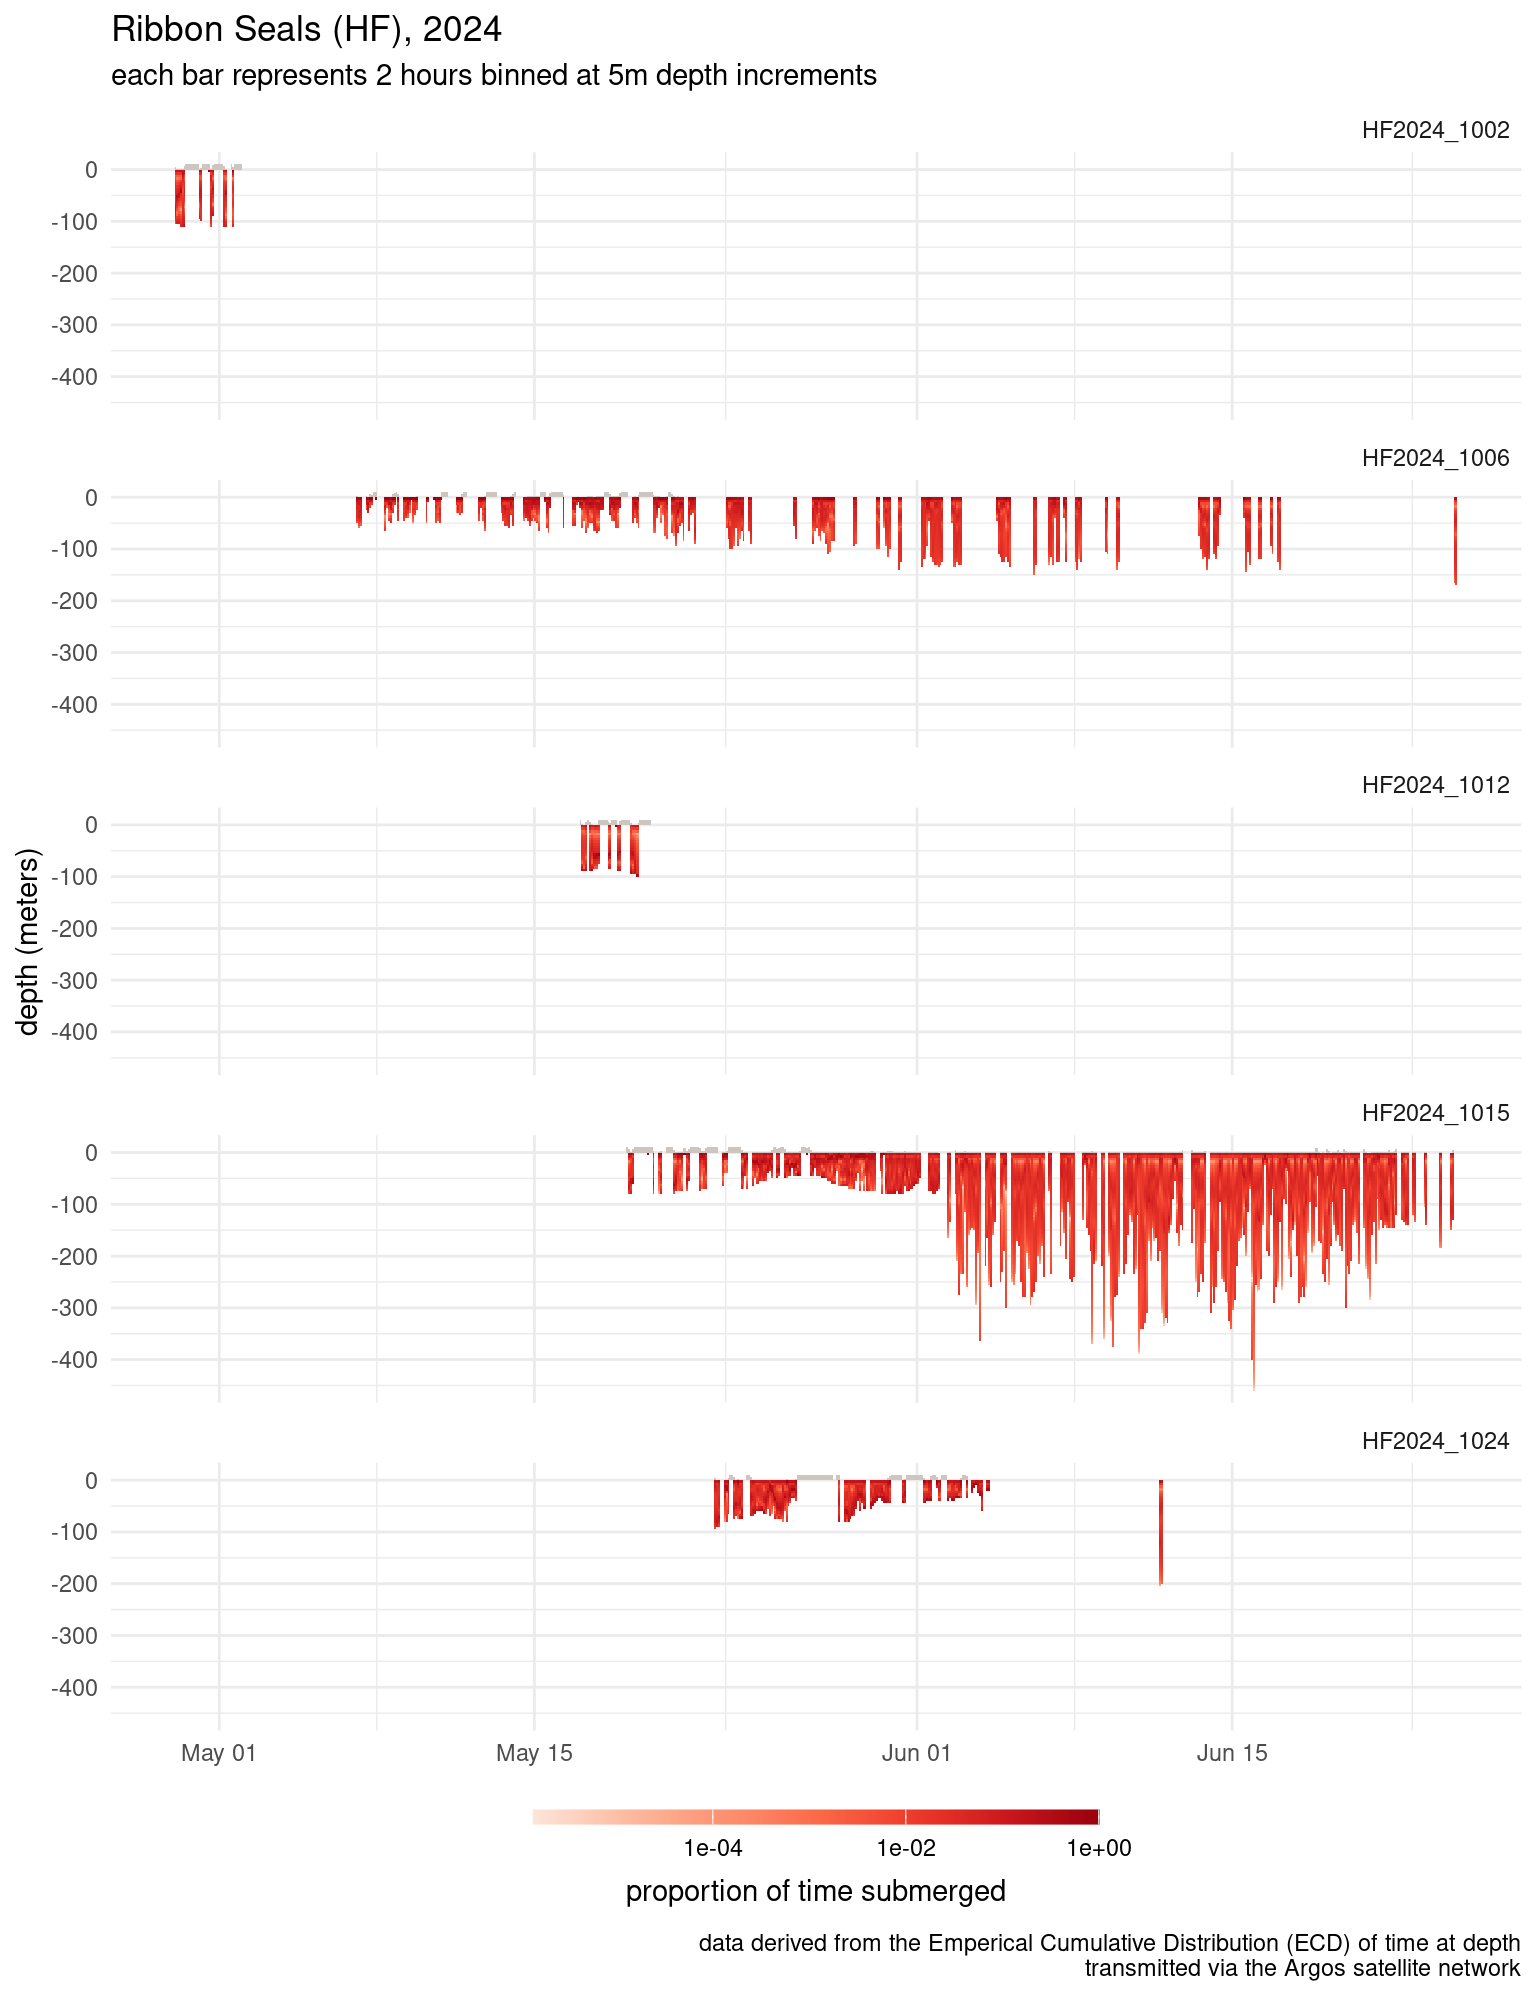 Ribbon Seals (HF), 2024
each bar represents 2 hours binned at 5m depth increments
HF2024_1002
0
-100
-200
-300
-400
HF2024_1006
0
-100
-200
-300
-400
HF2024_1012
0
-100
-200
-300
-400
depth (meters)
HF2024_1015
0
-100
-200
-300
-400
HF2024_1024
0
-100
-200
-300
-400
May 01 May 15 Jun 01 Jun 15
1e-04 1e-02 1e+00
proportion of time submerged
data derived from the Emperical Cumulative Distribution (ECD) of time at depth
transmitted via the Argos satellite network